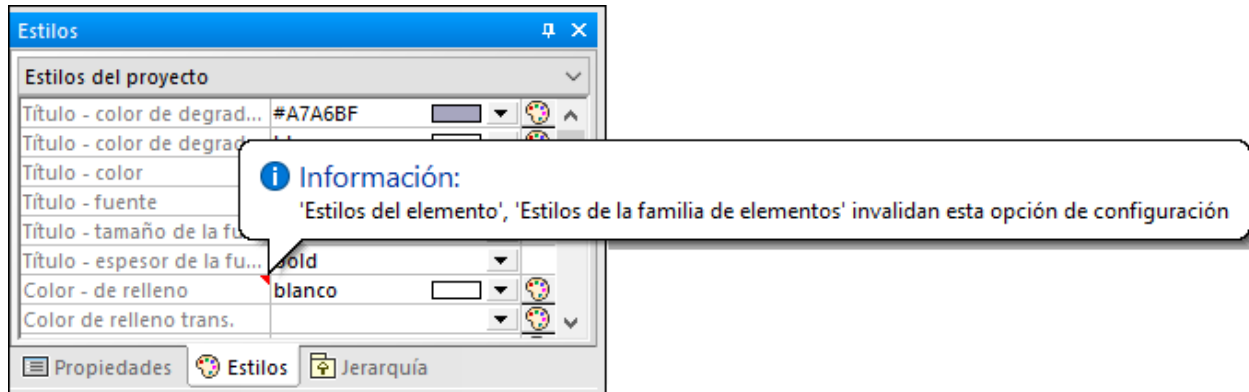 Estilos
Estilos del proyecto
Título - color de degrad... #A7A6BF
Título - color de degrad
Título - color
Título - fuente
Título - tamaño de la fu
Título - espesor de la fu... bold
Color - de relleno blanco
Color de relleno trans.
Información:
'Estilos del elemento', 'Estilos de la familia de elementos' invalidan esta opción de configuración
Propiedades Estilos Jerarquía